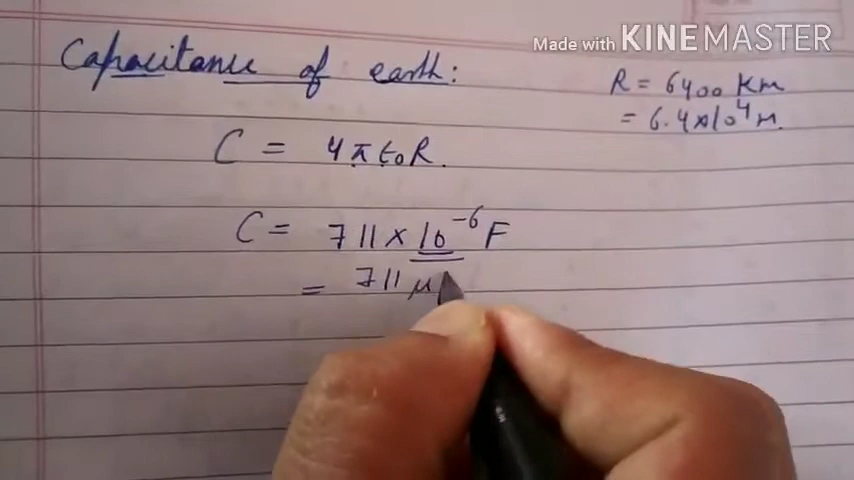 Made with KINEMASTER
Capacitance of earth:
R = 6400 Km
= 6.4×10⁴ m.
C = 4πε₀R.
C = 711 × 10⁻⁶ F
= 711 μ